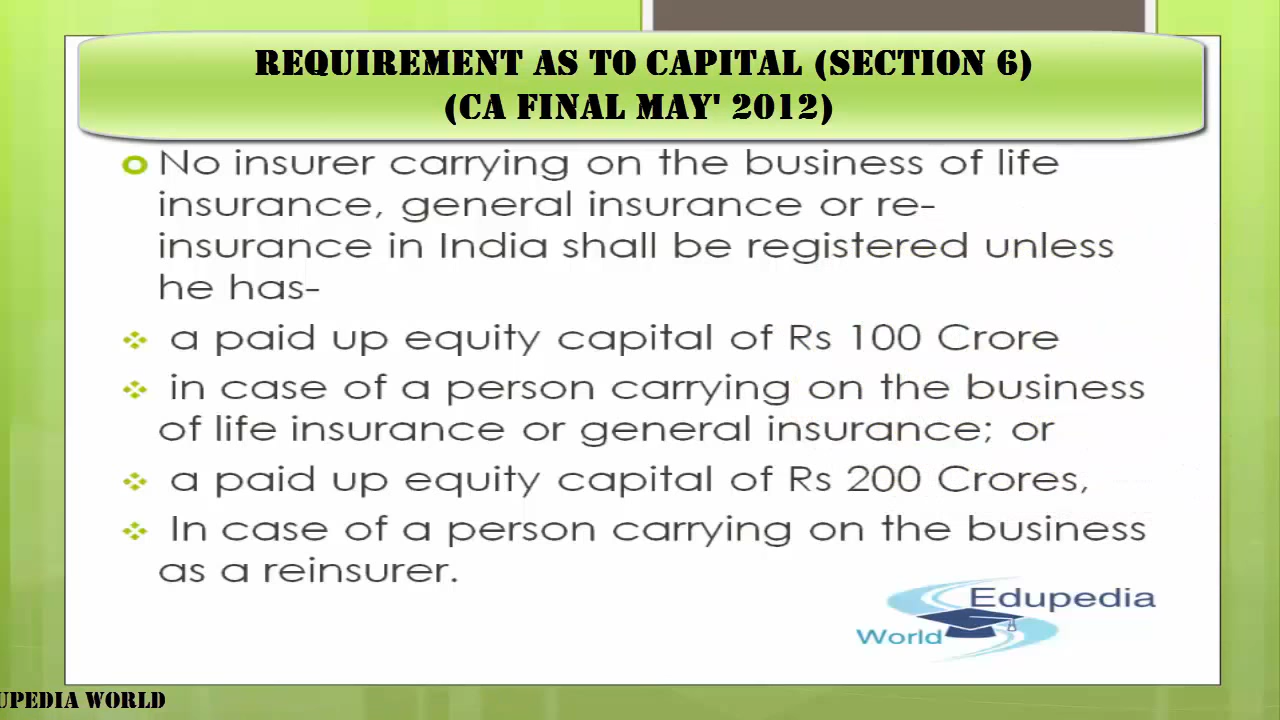 REQUIREMENT AS TO CAPITAL (SECTION 6)
(CA FINAL MAY' 2012)
No insurer carrying on the business of life
insurance, general insurance or re-
insurance in India shall be registered unless
he has-
a paid up equity capital of Rs 100 Crore
in case of a person carrying on the business
of life insurance or general insurance; or
a paid up equity capital of Rs 200 Crores,
In case of a person carrying on the business
as a reinsurer.
Edupedia
World
UPEDIA WORLD